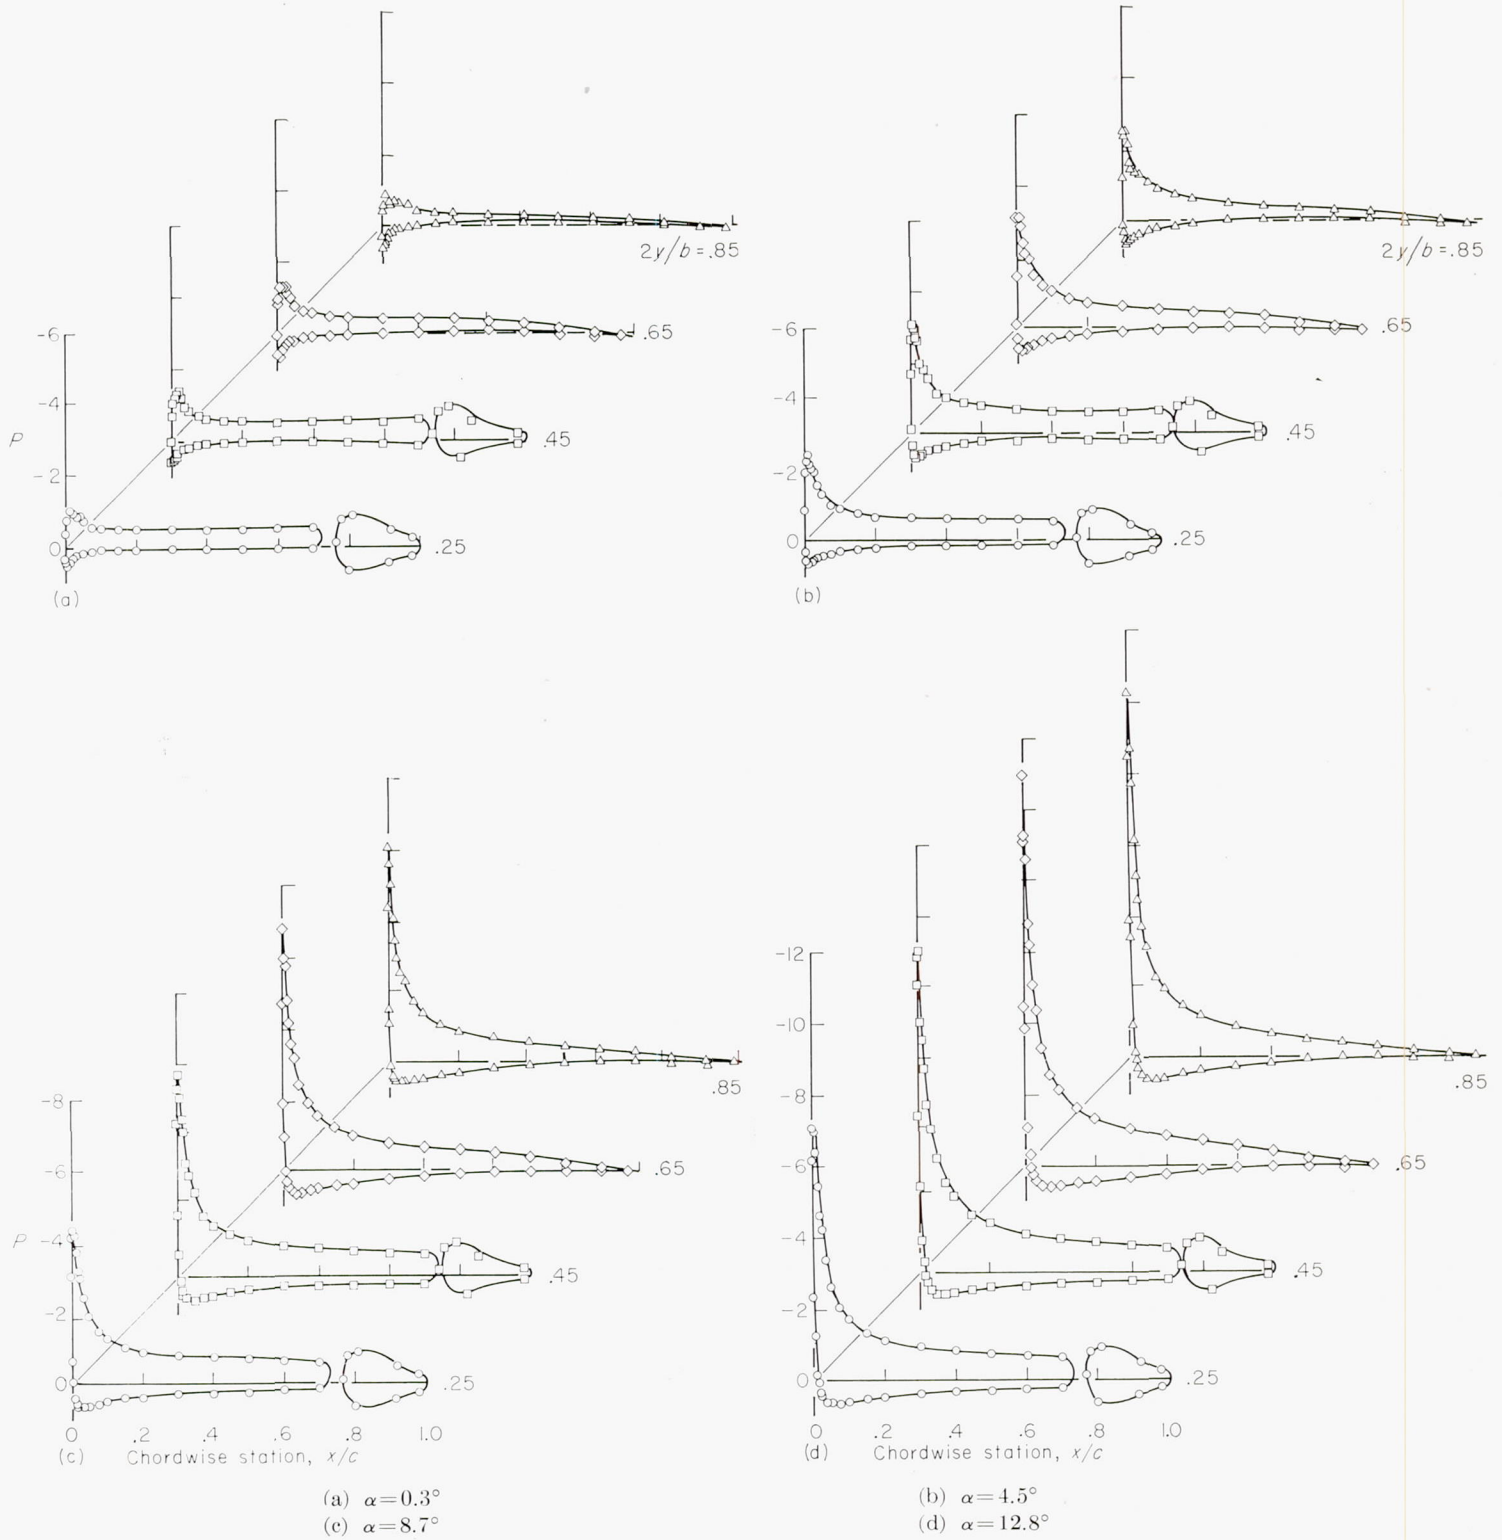 2y/b=.85
.65
-6
-4
P
-2
0
.45
.25
(a)
2y/b=.85
.65
-6
-4
-2
0
.45
.25
(b)
.85
.65
-8
-6
P
-4
-2
0
.45
.25
0 .2 .4 .6 .8 1.0
(c) Chordwise station, x/c
-12
-10
-8
-6
-4
-2
0
.85
.65
.45
.25
0 .2 .4 .6 .8 1.0
(d) Chordwise station, x/c
(a) α=0.3°
(b) α=4.5°
(c) α=8.7°
(d) α=12.8°